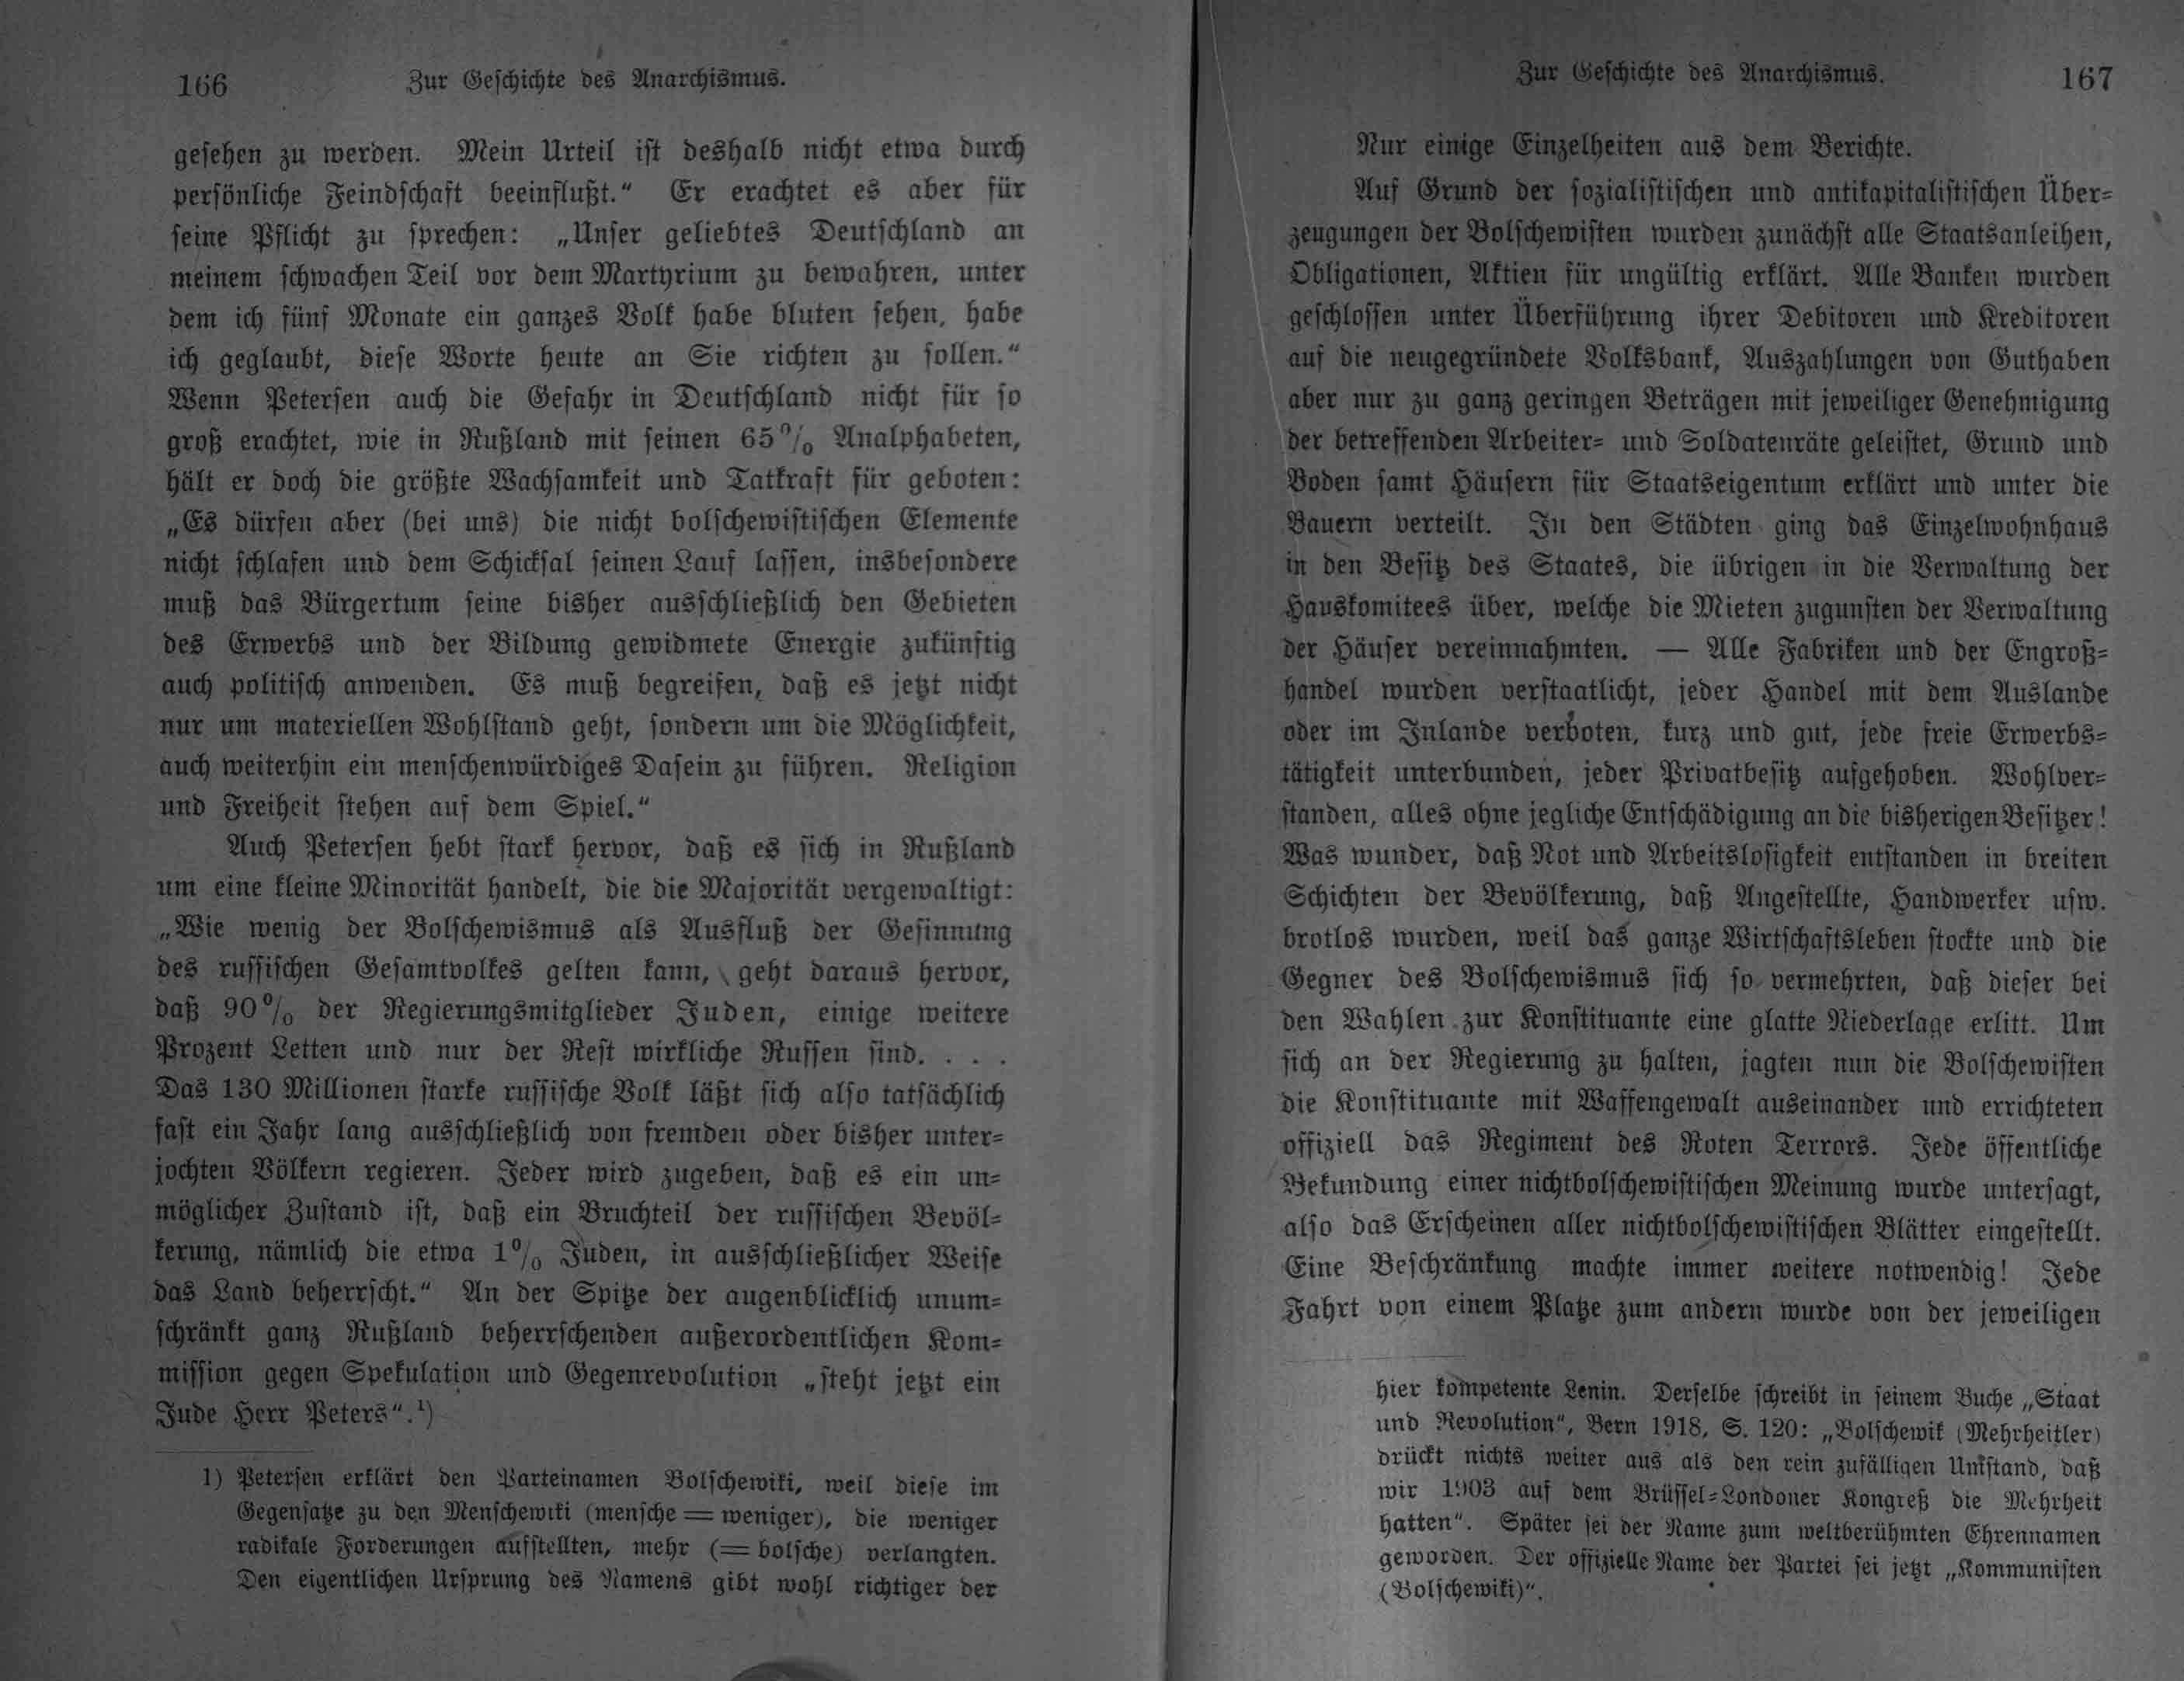 166 Zur Geschichte des Anarchismus.
gesehen zu werden. Mein Urteil ist deshalb nicht etwa durch
persönliche Feindschaft beeinflußt.“ Er erachtet es aber für
seine Pflicht zu sprechen: „Unser geliebtes Deutschland an
meinem schwachen Teil vor dem Martyrium zu bewahren, unter
dem ich fünf Monate ein ganzes Volk habe bluten sehen, habe
ich geglaubt, diese Worte heute an Sie richten zu sollen.“
Wenn Petersen auch die Gefahr in Deutschland nicht für so
groß erachtet, wie in Rußland mit seinen 65% Analphabeten,
hält er doch die größte Wachsamkeit und Tatkraft für geboten:
„Es dürfen aber (bei uns) die nicht bolschewistischen Elemente
nicht schlafen und dem Schicksal seinen Lauf lassen, insbesondere
muß das Bürgertum seine bisher ausschließlich den Gebieten
des Erwerbs und der Bildung gewidmete Energie zukünftig
auch politisch anwenden. Es muß begreifen, daß es jetzt nicht
nur um materiellen Wohlstand geht, sondern um die Möglichkeit,
auch weiterhin ein menschenwürdiges Dasein zu führen. Religion
und Freiheit stehen auf dem Spiel.“
Auch Petersen hebt stark hervor, daß es sich in Rußland
um eine kleine Minorität handelt, die die Majorität vergewaltigt:
„Wie wenig der Bolschewismus als Ausfluß der Gesinnung
des russischen Gesamtvolkes gelten kann, geht daraus hervor,
daß 90% der Regierungsmitglieder Juden, einige weitere
Prozent Letten und nur der Rest wirkliche Russen sind. . . .
Das 130 Millionen starke russische Volk läßt sich also tatsächlich
fast ein Jahr lang ausschließlich von fremden oder bisher unter-
jochten Völkern regieren. Jeder wird zugeben, daß es ein un-
möglicher Zustand ist, daß ein Bruchteil der russischen Bevöl-
kerung, nämlich die etwa 1% Juden, in ausschließlicher Weise
das Land beherrscht.“ An der Spitze der augenblicklich unum-
schränkt ganz Rußland beherrschenden außerordentlichen Kom-
mission gegen Spekulation und Gegenrevolution „steht jetzt ein
Jude Herr Peters“.¹)
1) Petersen erklärt den Parteinamen Bolschewiki, weil diese im
Gegensatze zu den Menschewiki (mensche = weniger), die weniger
radikale Forderungen aufstellten, mehr (= bolsche) verlangten.
Den eigentlichen Ursprung des Namens gibt wohl richtiger der
Zur Geschichte des Anarchismus. 167
Nur einige Einzelheiten aus dem Berichte.
Auf Grund der sozialistischen und antikapitalistischen Über-
zeugungen der Bolschewisten wurden zunächst alle Staatsanleihen,
Obligationen, Aktien für ungültig erklärt. Alle Banken wurden
geschlossen unter Überführung ihrer Debitoren und Kreditoren
auf die neugegründete Volksbank, Auszahlungen von Guthaben
aber nur zu ganz geringen Beträgen mit jeweiliger Genehmigung
der betreffenden Arbeiter- und Soldatenräte geleistet, Grund und
Boden samt Häusern für Staatseigentum erklärt und unter die
Bauern verteilt. In den Städten ging das Einzelwohnhaus
in den Besitz des Staates, die übrigen in die Verwaltung der
Hauskomitees über, welche die Mieten zugunsten der Verwaltung
der Häuser vereinnahmten. — Alle Fabriken und der Engroß-
handel wurden verstaatlicht, jeder Handel mit dem Auslande
oder im Inlande verboten, kurz und gut, jede freie Erwerbs-
tätigkeit unterbunden, jeder Privatbesitz aufgehoben. Wohlver-
standen, alles ohne jegliche Entschädigung an die bisherigen Besitzer!
Was wunder, daß Not und Arbeitslosigkeit entstanden in breiten
Schichten der Bevölkerung, daß Angestellte, Handwerker usw.
brotlos wurden, weil das ganze Wirtschaftsleben stockte und die
Gegner des Bolschewismus sich so vermehrten, daß dieser bei
den Wahlen zur Konstituante eine glatte Niederlage erlitt. Um
sich an der Regierung zu halten, jagten nun die Bolschewisten
die Konstituante mit Waffengewalt auseinander und errichteten
offiziell das Regiment des Roten Terrors. Jede öffentliche
Bekundung einer nichtbolschewistischen Meinung wurde untersagt,
also das Erscheinen aller nichtbolschewistischen Blätter eingestellt.
Eine Beschränkung machte immer weitere notwendig! Jede
Fahrt von einem Platze zum andern wurde von der jeweiligen
hier kompetente Lenin. Derselbe schreibt in seinem Buche „Staat
und Revolution“, Bern 1918, S. 120: „Bolschewik (Mehrheitler)
drückt nichts weiter aus als den rein zufälligen Umstand, daß
wir 1903 auf dem Brüssel-Londoner Kongreß die Mehrheit
hatten“. Später sei der Name zum weltberühmten Ehrennamen
geworden. Der offizielle Name der Partei sei jetzt „Kommunisten
(Bolschewiki)“.